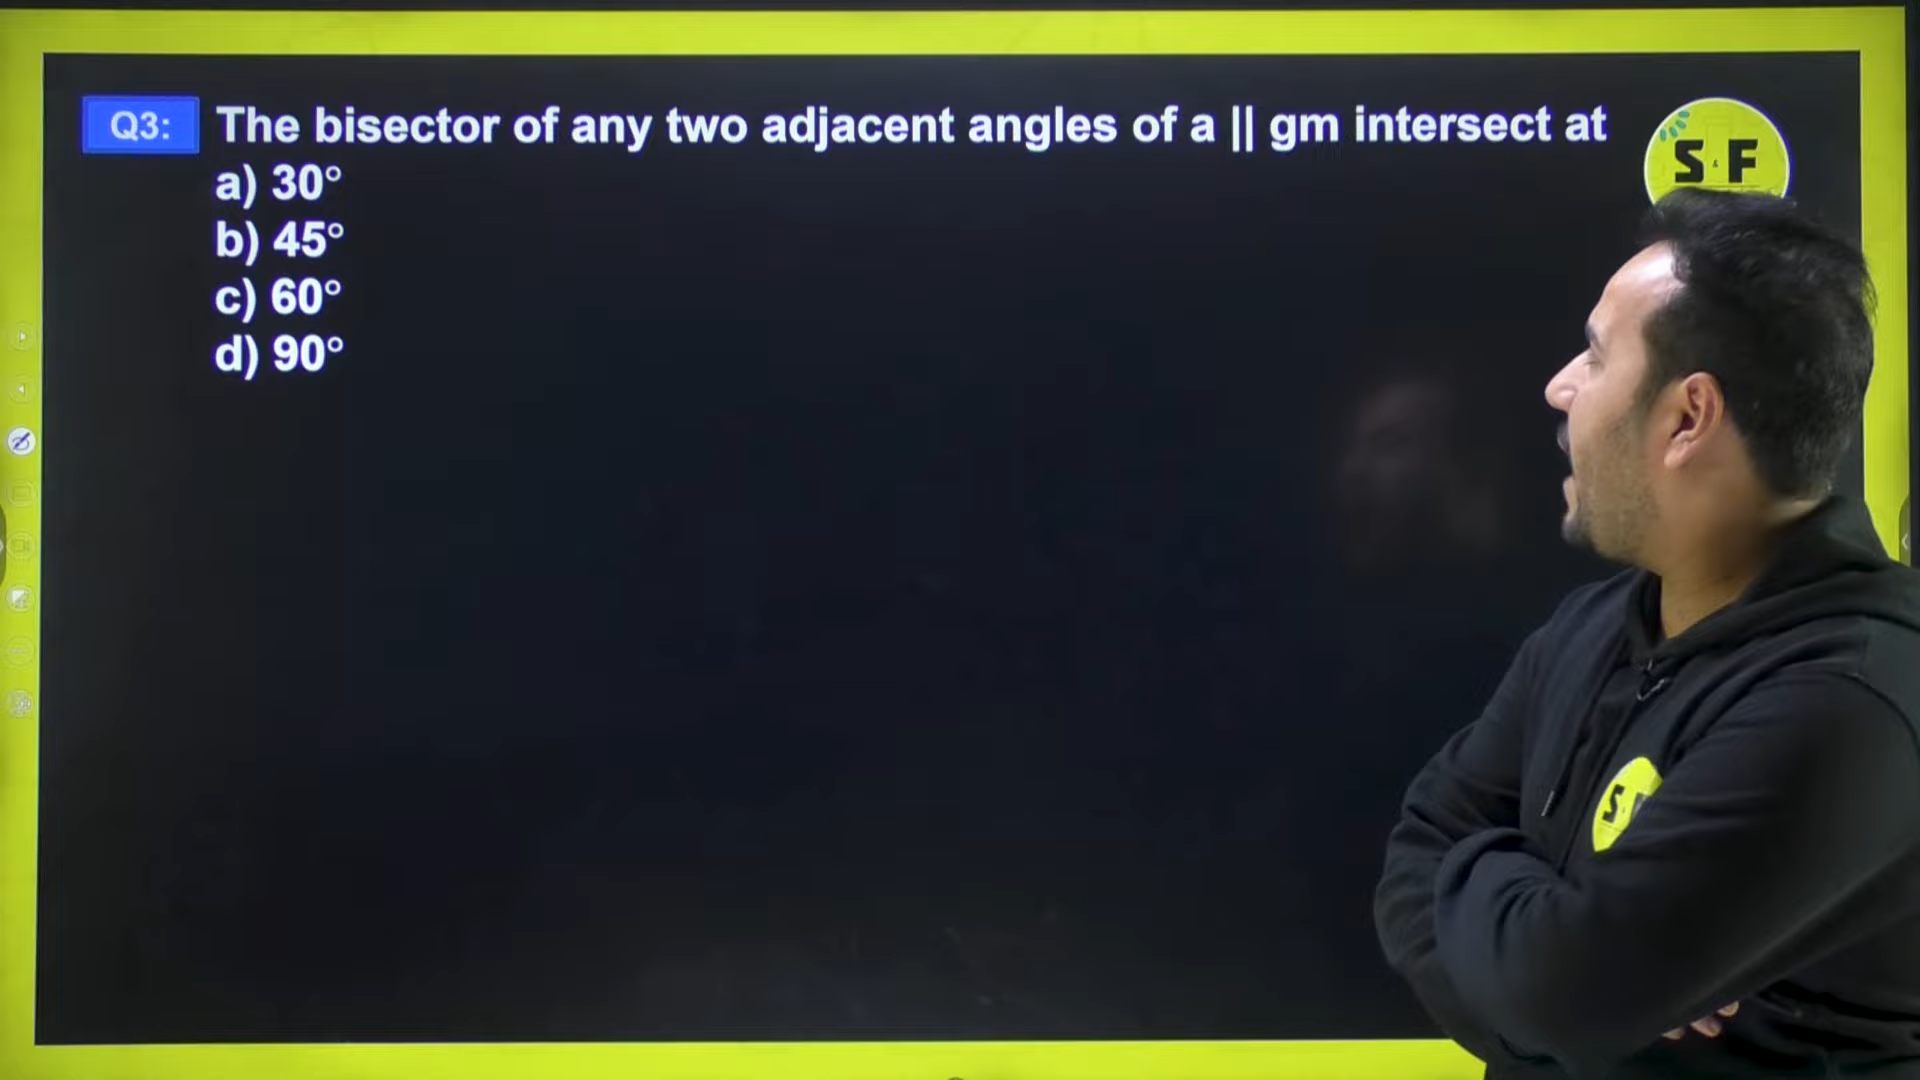 Q3: The bisector of any two adjacent angles of a || gm intersect at
a) 30°
b) 45°
c) 60°
d) 90°
S & F